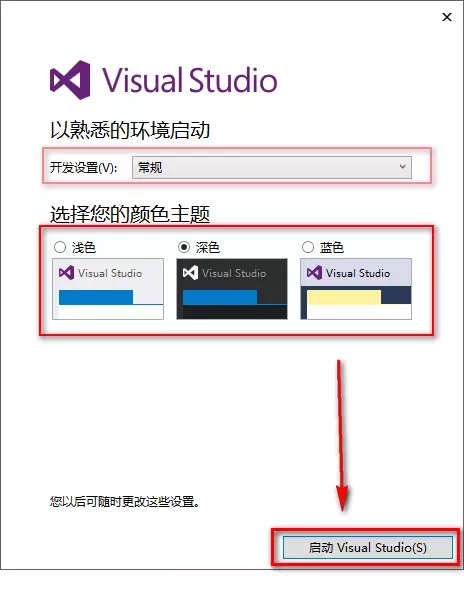 Visual Studio
以熟悉的环境启动
开发设置(V): 常规
选择您的颜色主题
浅色 深色 蓝色
Visual Studio Visual Studio Visual Studio
您以后可随时更改这些设置。
启动 Visual Studio(S)